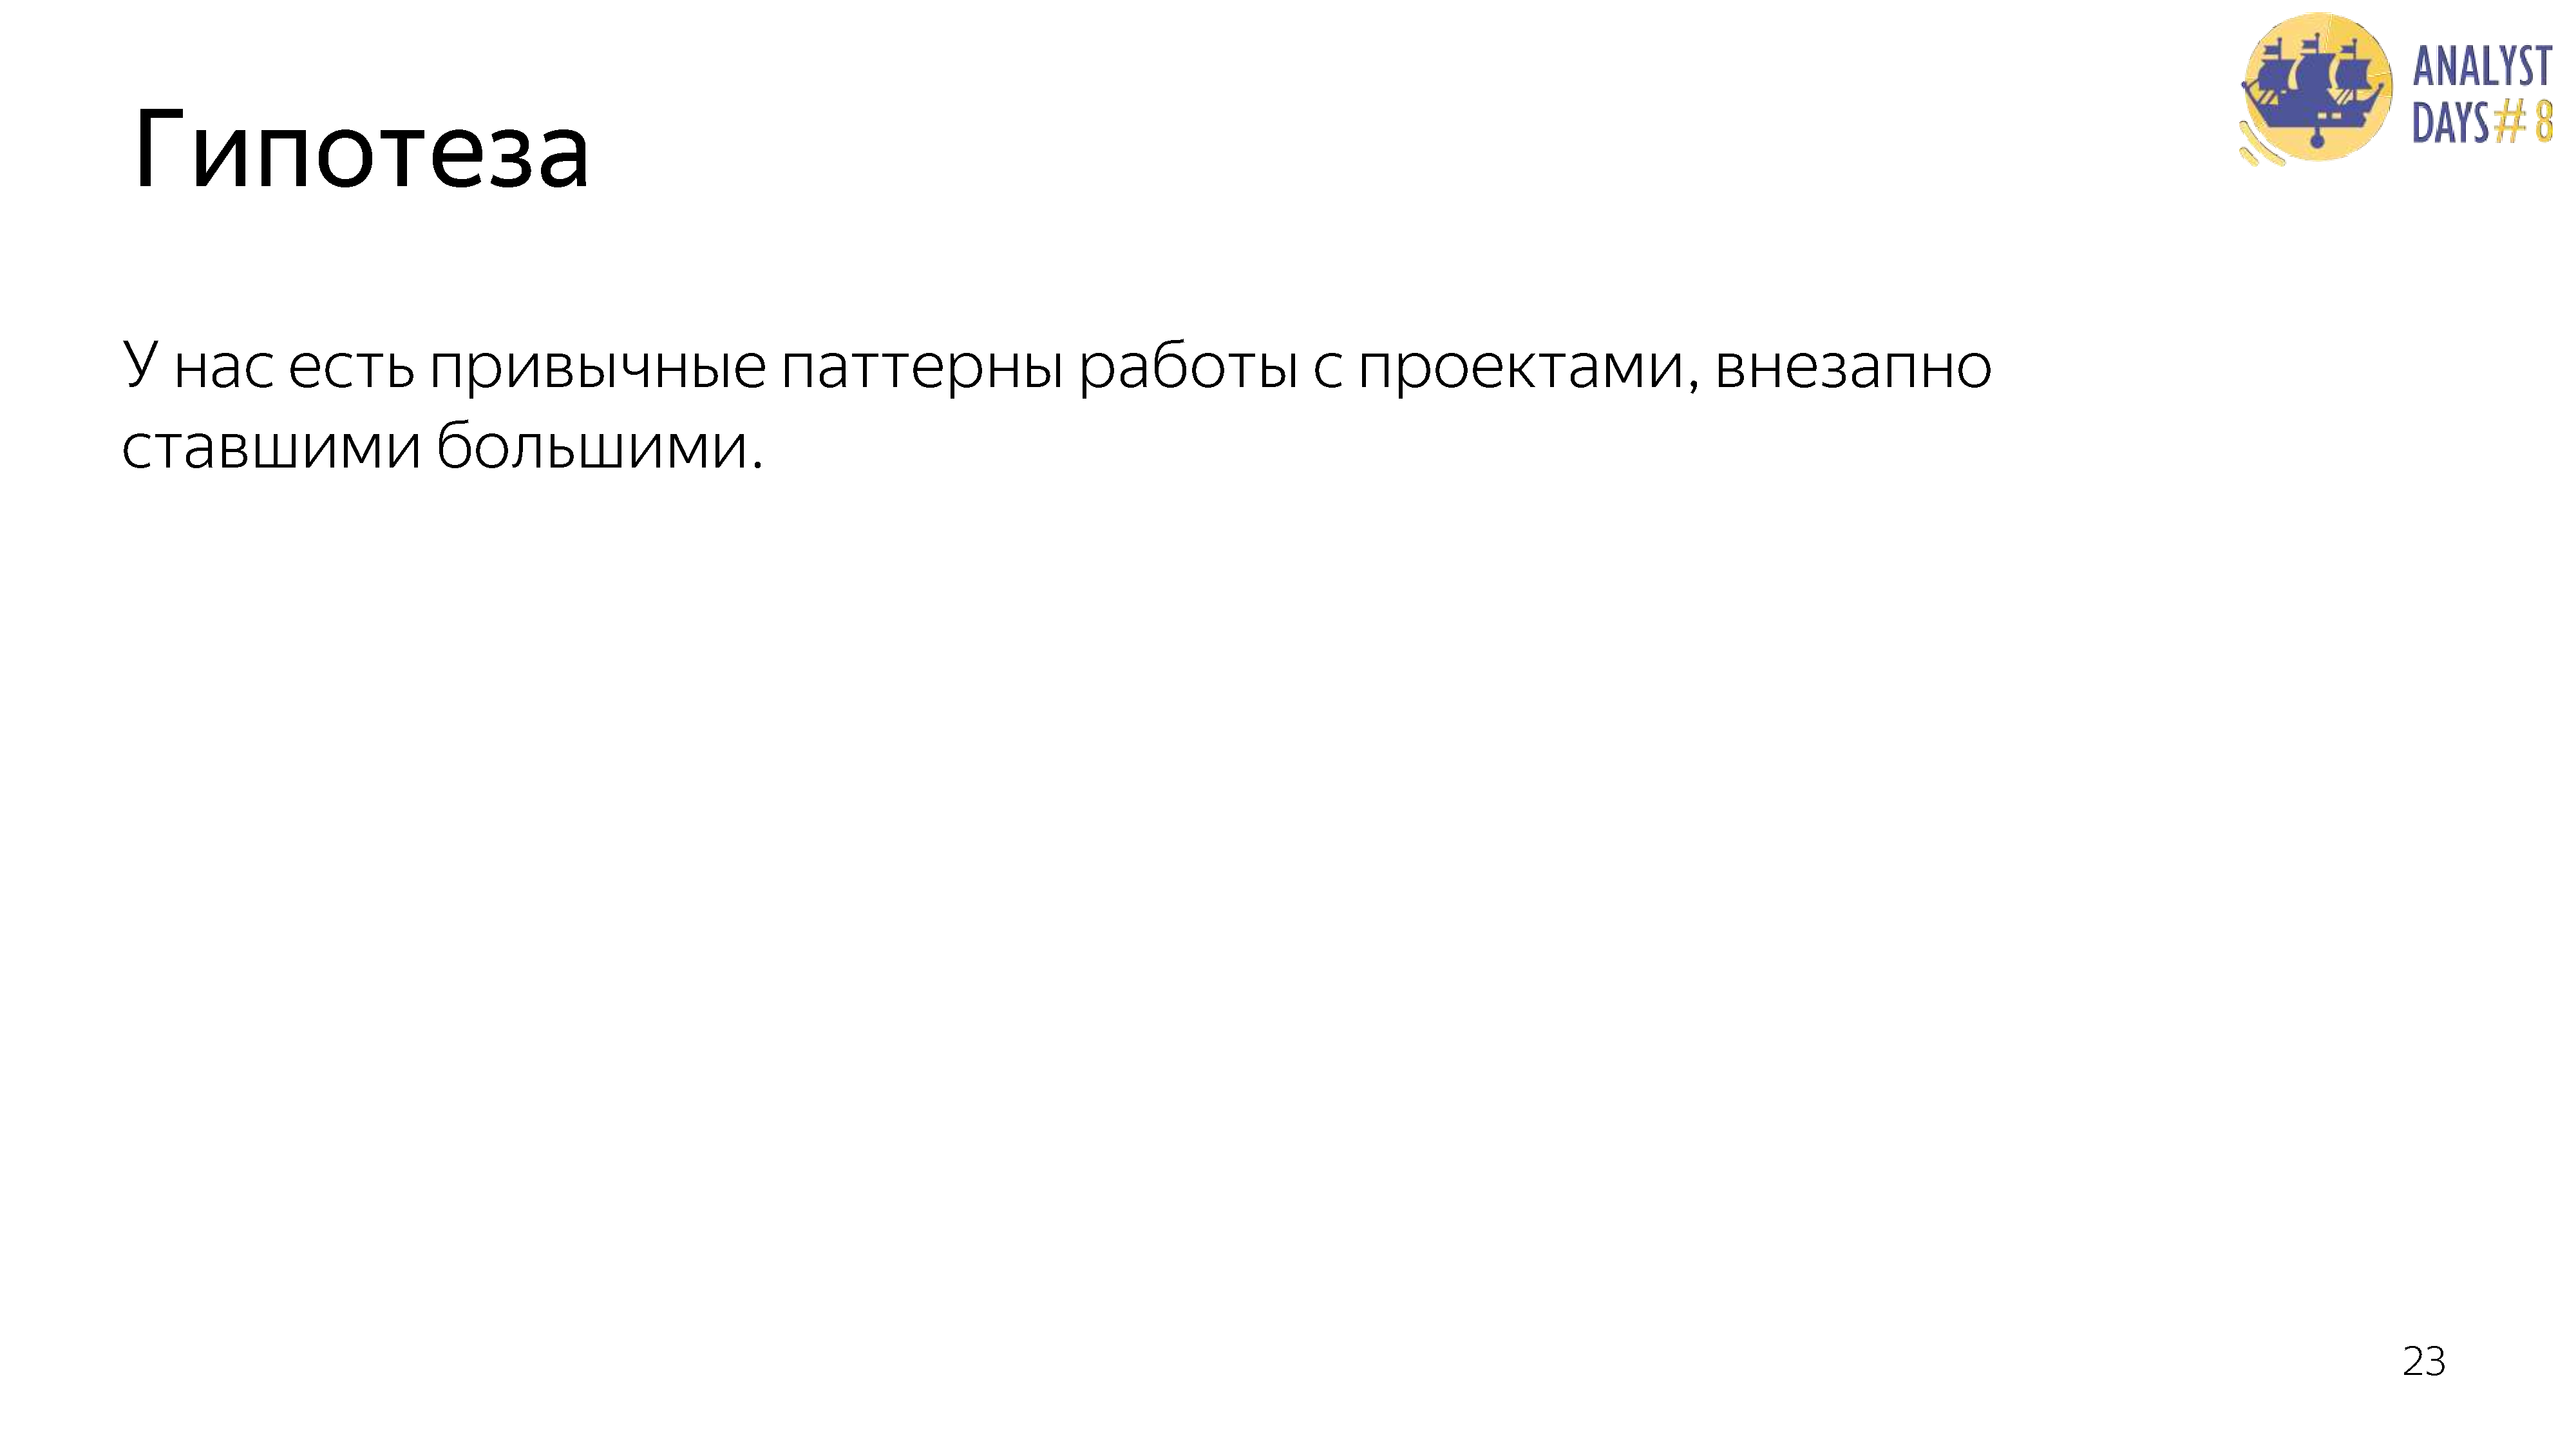 ANALYST
DAYS#8
Гипотеза
У нас есть привычные паттерны работы с проектами, внезапно
ставшими большими.
23